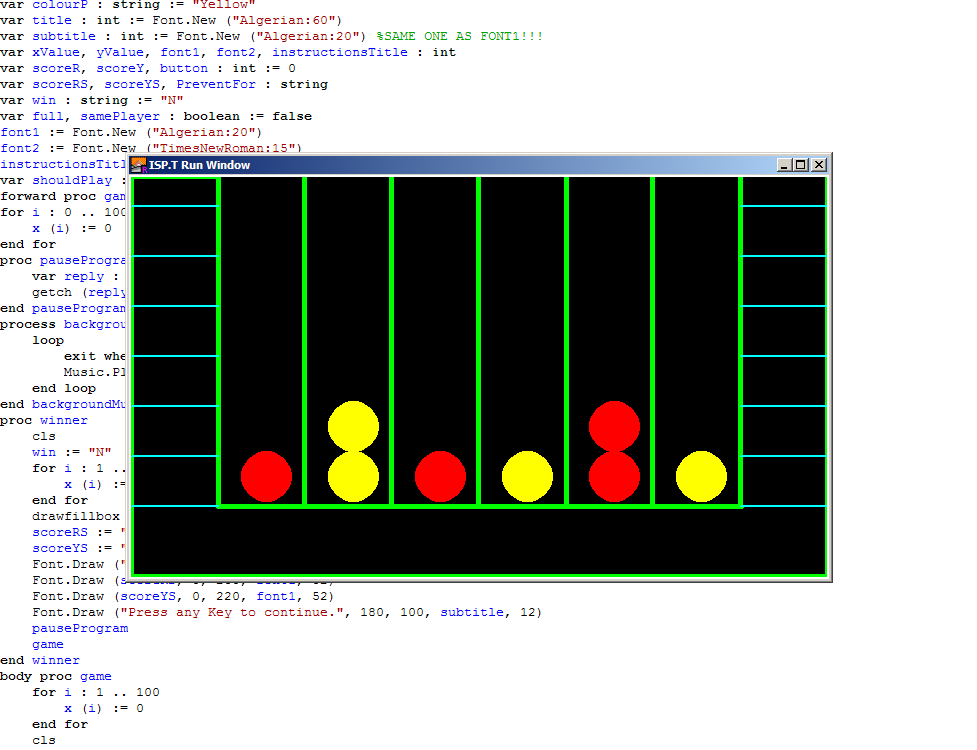 var colourP : string := "Yellow"
var title : int := Font.New ("Algerian:60")
var subtitle : int := Font.New ("Algerian:20") %SAME ONE AS FONT1!!!
var xValue, yValue, font1, font2, instructionsTitle : int
var scoreR, scoreY, button : int := 0
var scoreRS, scoreYS, PreventFor : string
var win : string := "N"
var full, samePlayer : boolean := false
font1 := Font.New ("Algerian:20")
font2 := Font.New ("TimesNewRoman:15")
instructionsTitl
ISP.T Run Window
var shouldPlay :
forward proc gam
for i : 0 .. 100
x (i) := 0
end for
proc pauseProgra
var reply :
getch (reply
end pauseProgram
process backgrou
loop
exit whe
Music.Pl
end loop
end backgroundMu
proc winner
cls
win := "N"
for i : 1 ..
x (i) :=
end for
drawfillbox
scoreRS := "
scoreYS := "
Font.Draw ("
Font.Draw (s
Font.Draw (scoreYS, 0, 220, font1, 52)
Font.Draw ("Press any Key to continue.", 180, 100, subtitle, 12)
pauseProgram
game
end winner
body proc game
for i : 1 .. 100
x (i) := 0
end for
cls